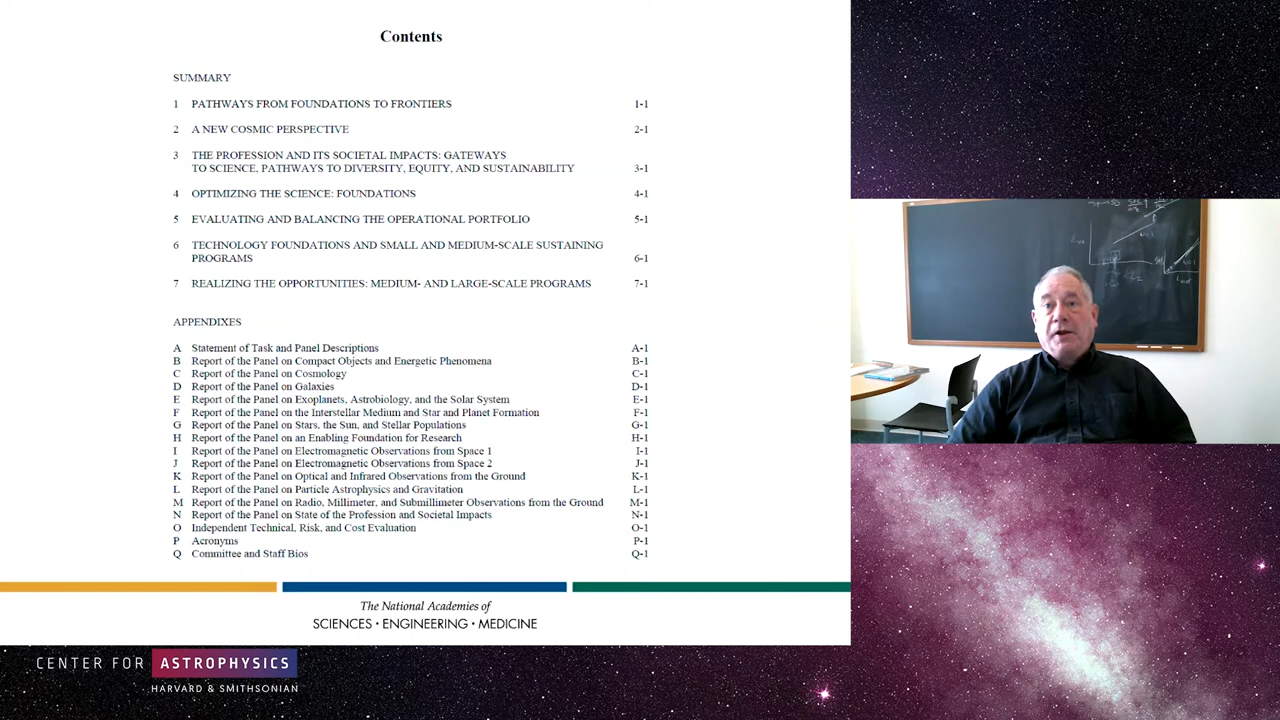 Contents
SUMMARY
1 PATHWAYS FROM FOUNDATIONS TO FRONTIERS 1-1
2 A NEW COSMIC PERSPECTIVE 2-1
3 THE PROFESSION AND ITS SOCIETAL IMPACTS: GATEWAYS
TO SCIENCE, PATHWAYS TO DIVERSITY, EQUITY, AND SUSTAINABILITY 3-1
4 OPTIMIZING THE SCIENCE: FOUNDATIONS 4-1
5 EVALUATING AND BALANCING THE OPERATIONAL PORTFOLIO 5-1
6 TECHNOLOGY FOUNDATIONS AND SMALL AND MEDIUM-SCALE SUSTAINING
PROGRAMS 6-1
7 REALIZING THE OPPORTUNITIES: MEDIUM- AND LARGE-SCALE PROGRAMS 7-1
APPENDIXES
A Statement of Task and Panel Descriptions A-1
B Report of the Panel on Compact Objects and Energetic Phenomena B-1
C Report of the Panel on Cosmology C-1
D Report of the Panel on Galaxies D-1
E Report of the Panel on Exoplanets, Astrobiology, and the Solar System E-1
F Report of the Panel on the Interstellar Medium and Star and Planet Formation F-1
G Report of the Panel on Stars, the Sun, and Stellar Populations G-1
H Report of the Panel on an Enabling Foundation for Research H-1
I Report of the Panel on Electromagnetic Observations from Space 1 I-1
J Report of the Panel on Electromagnetic Observations from Space 2 J-1
K Report of the Panel on Optical and Infrared Observations from the Ground K-1
L Report of the Panel on Particle Astrophysics and Gravitation L-1
M Report of the Panel on Radio, Millimeter, and Submillimeter Observations from the Ground M-1
N Report of the Panel on State of the Profession and Societal Impacts N-1
O Independent Technical, Risk, and Cost Evaluation O-1
P Acronyms P-1
Q Committee and Staff Bios Q-1
The National Academies of
SCIENCES • ENGINEERING • MEDICINE
CENTER FOR ASTROPHYSICS
HARVARD & SMITHSONIAN